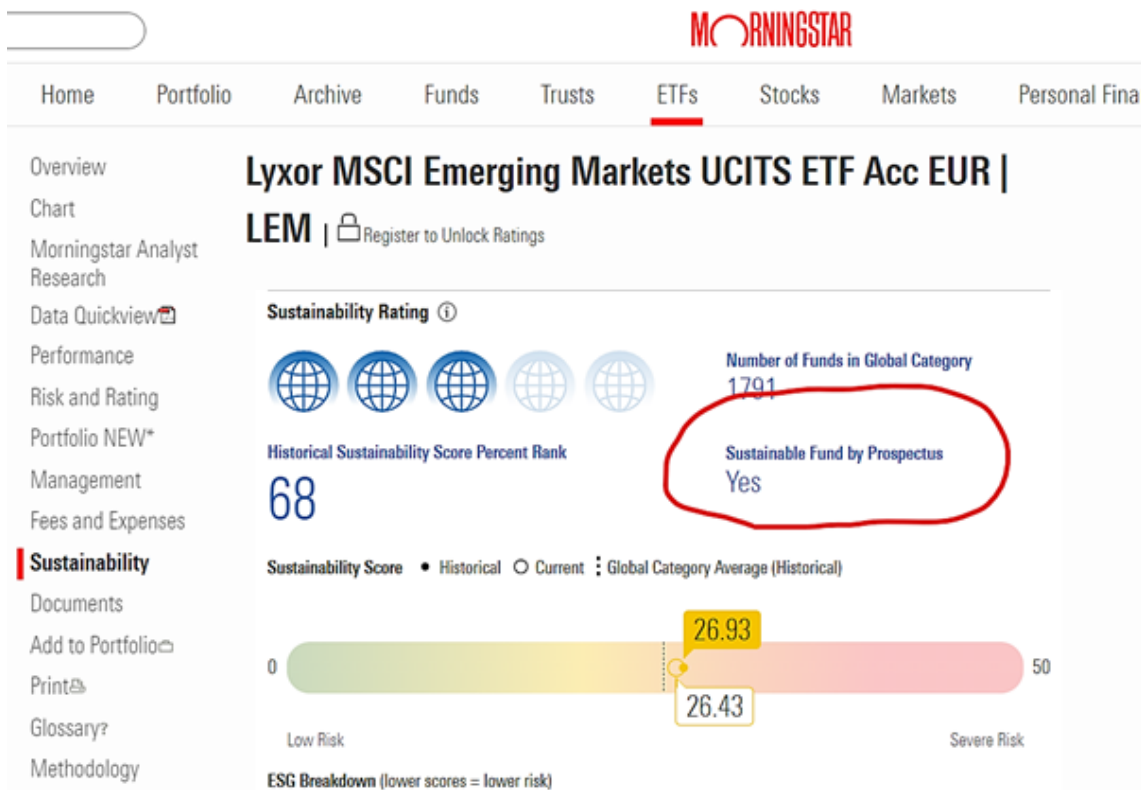 MORNINGSTAR
Home Portfolio Archive Funds Trusts ETFs Stocks Markets Personal Fina
Overview
Chart
Morningstar Analyst
Research
Data Quickview
Performance
Risk and Rating
Portfolio NEW*
Management
Fees and Expenses
Sustainability
Documents
Add to Portfolio
Print
Glossary?
Methodology
Lyxor MSCI Emerging Markets UCITS ETF Acc EUR |
LEM | Register to Unlock Ratings
Sustainability Rating
Number of Funds in Global Category
1791
Historical Sustainability Score Percent Rank
68
Sustainable Fund by Prospectus
Yes
Sustainability Score Historical Current Global Category Average (Historical)
26.93
0 50
26.43
Low Risk Severe Risk
ESG Breakdown (lower scores = lower risk)